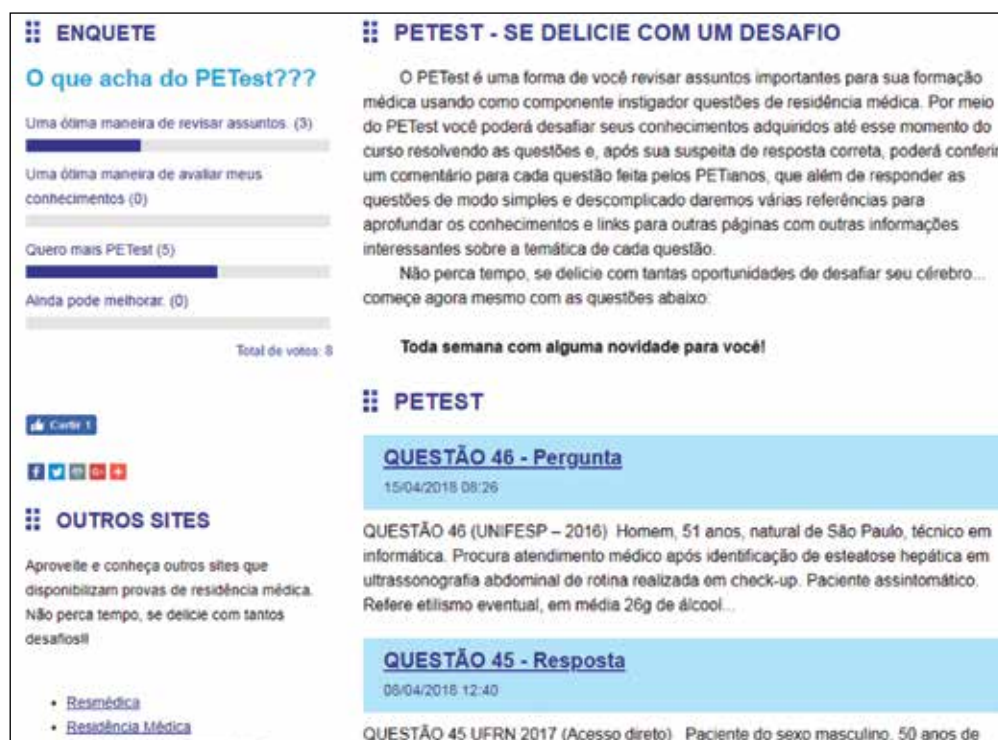 ENQUETE
O que acha do PETest???
Uma ótima maneira de revisar assuntos. (3)
Uma ótima maneira de avaliar meus
conhecimentos (0)
Quero mais PETest (5)
Ainda pode melhorar. (0)
Total de votos: 8
Curtir 1
OUTROS SITES
Aproveite e conheça outros sites que
disponibilizam provas de residência médica.
Não perca tempo, se delicie com tantos
desafios!!
Resmédica
Residência Médica
PETEST - SE DELICIE COM UM DESAFIO
O PETest é uma forma de você revisar assuntos importantes para sua formação
médica usando como componente instigador questões de residência médica. Por meio
do PETest você poderá desafiar seus conhecimentos adquiridos até esse momento do
curso resolvendo as questões e, após sua suspeita de resposta correta, poderá conferir
um comentário para cada questão feita pelos PETianos, que além de responder as
questões de modo simples e descomplicado daremos várias referências para
aprofundar os conhecimentos e links para outras páginas com outras informações
interessantes sobre a temática de cada questão.
Não perca tempo, se delicie com tantas oportunidades de desafiar seu cérebro...
começe agora mesmo com as questões abaixo:
Toda semana com alguma novidade para você!
PETEST
QUESTÃO 46 - Pergunta
15/04/2018 08:26
QUESTÃO 46 (UNIFESP – 2016) Homem, 51 anos, natural de São Paulo, técnico em
informática. Procura atendimento médico após identificação de esteatose hepática em
ultrassonografia abdominal de rotina realizada em check-up. Paciente assintomático.
Refere etilismo eventual, em média 26g de álcool...
QUESTÃO 45 - Resposta
08/04/2018 12:40
QUESTÃO 45 UFRN 2017 (Acesso direto) Paciente do sexo masculino, 50 anos de